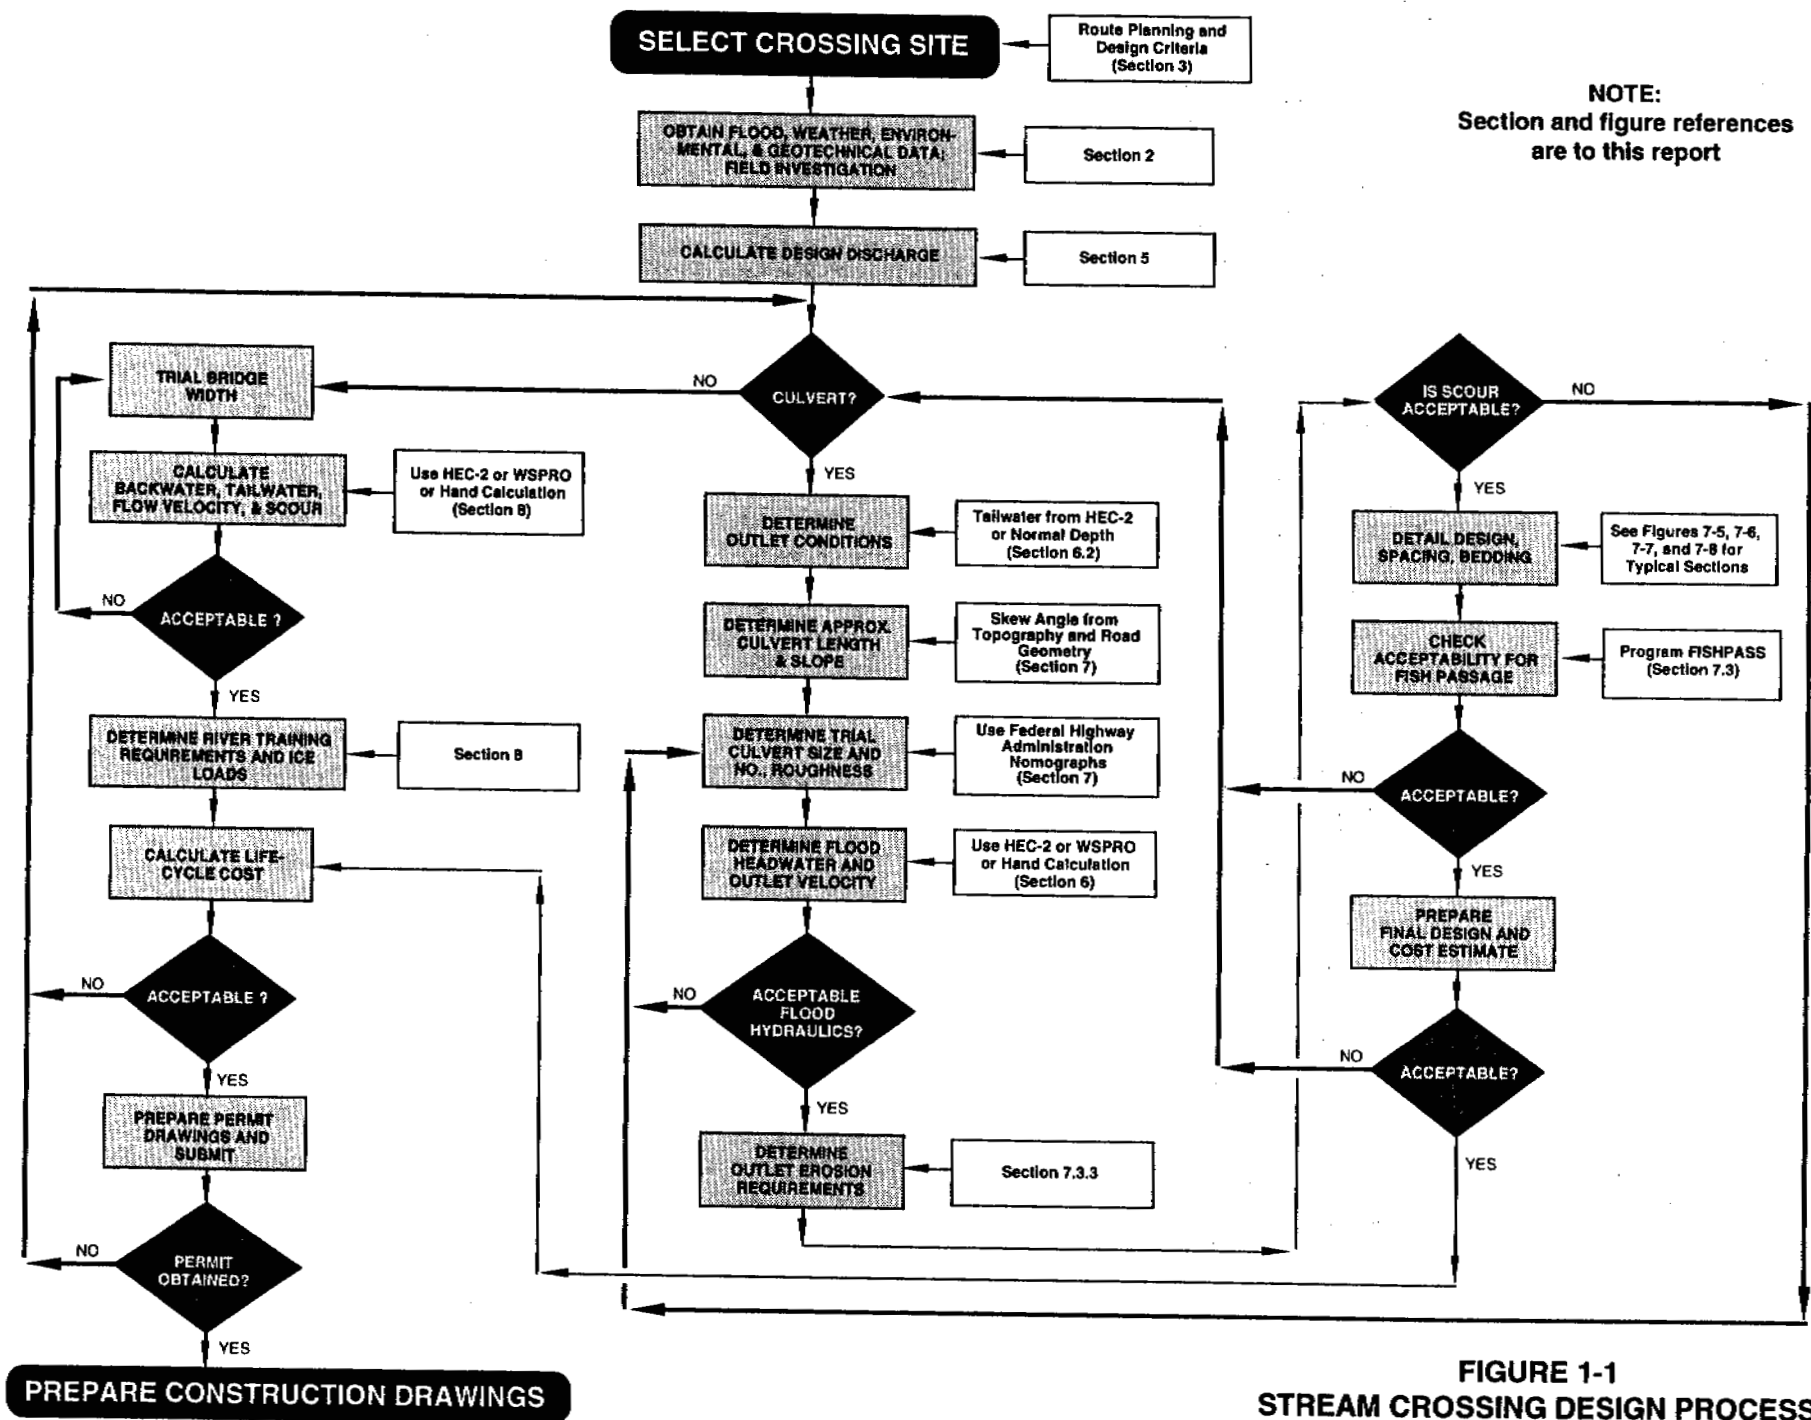 SELECT CROSSING SITE
Route Planning and
Design Criteria
(Section 3)
NOTE:
Section and figure references
are to this report
OBTAIN FLOOD, WEATHER, ENVIRON-
MENTAL, & GEOTECHNICAL DATA;
FIELD INVESTIGATION
Section 2
CALCULATE DESIGN DISCHARGE
Section 5
CULVERT?
NO
YES
TRIAL BRIDGE
WIDTH
CALCULATE
BACKWATER, TAILWATER,
FLOW VELOCITY, & SCOUR
Use HEC-2 or WSPRO
or Hand Calculation
(Section 8)
ACCEPTABLE ?
NO
YES
DETERMINE RIVER TRAINING
REQUIREMENTS AND ICE
LOADS
Section 8
CALCULATE LIFE-
CYCLE COST
ACCEPTABLE ?
NO
YES
PREPARE PERMIT
DRAWINGS AND
SUBMIT
PERMIT
OBTAINED?
NO
YES
PREPARE CONSTRUCTION DRAWINGS
DETERMINE
OUTLET CONDITIONS
Tailwater from HEC-2
or Normal Depth
(Section 6.2)
DETERMINE APPROX.
CULVERT LENGTH
& SLOPE
Skew Angle from
Topography and Road
Geometry
(Section 7)
DETERMINE TRIAL
CULVERT SIZE AND
NO., ROUGHNESS
Use Federal Highway
Administration
Nomographs
(Section 7)
DETERMINE FLOOD
HEADWATER AND
OUTLET VELOCITY
Use HEC-2 or WSPRO
or Hand Calculation
(Section 6)
ACCEPTABLE
FLOOD
HYDRAULICS?
NO
YES
DETERMINE
OUTLET EROSION
REQUIREMENTS
Section 7.3.3
IS SCOUR
ACCEPTABLE?
NO
YES
DETAIL DESIGN,
SPACING, BEDDING
See Figures 7-5, 7-6,
7-7, and 7-8 for
Typical Sections
CHECK
ACCEPTABILITY FOR
FISH PASSAGE
Program FISHPASS
(Section 7.3)
ACCEPTABLE?
NO
YES
PREPARE
FINAL DESIGN AND
COST ESTIMATE
ACCEPTABLE?
NO
YES
FIGURE 1-1
STREAM CROSSING DESIGN PROCESS